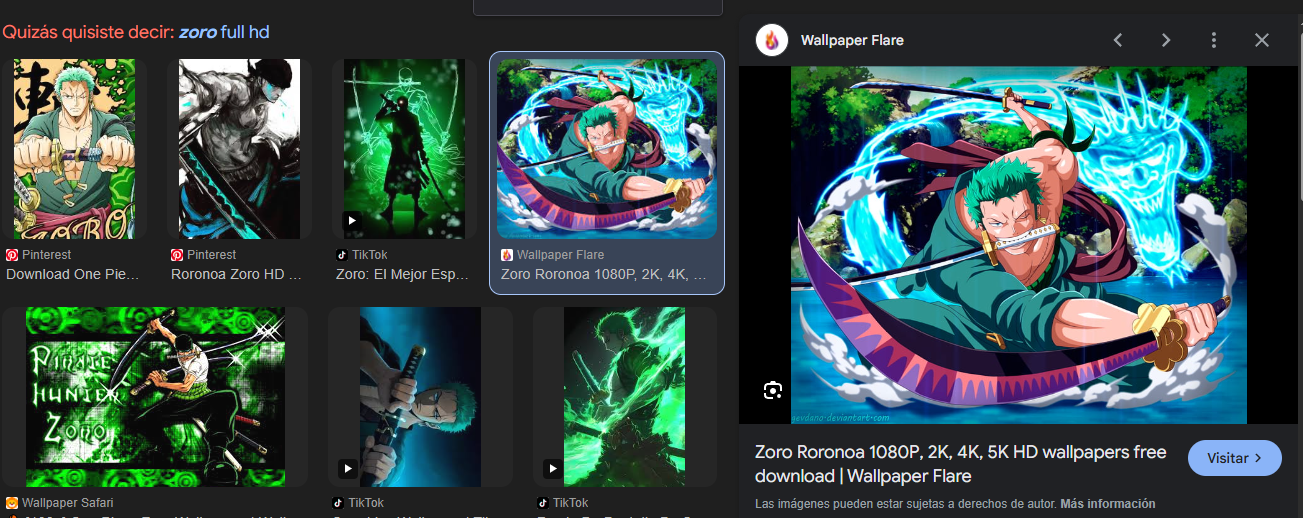 Quizás quisiste decir: zoro full hd
Pinterest
Download One Pie...
Pinterest
Roronoa Zoro HD ...
TikTok
Zoro: El Mejor Esp...
Wallpaper Flare
Zoro Roronoa 1080P, 2K, 4K, ...
PIRATE
HUNTER
ZORO
Wallpaper Safari
TikTok
TikTok
Wallpaper Flare
aevdana-deviantart-com
Zoro Roronoa 1080P, 2K, 4K, 5K HD wallpapers free
download | Wallpaper Flare
Visitar
Las imágenes pueden estar sujetas a derechos de autor. Más información